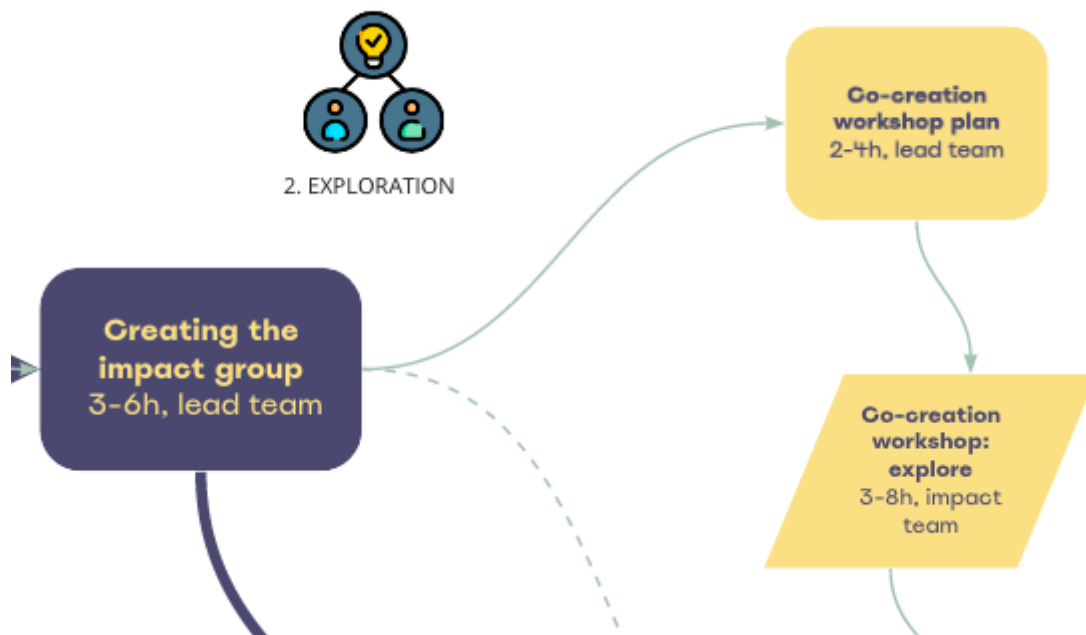 2. EXPLORATION
Creating the
impact group
3-6h, lead team
Co-creation
workshop plan
2-4h, lead team
Co-creation
workshop:
explore
3-8h, impact
team